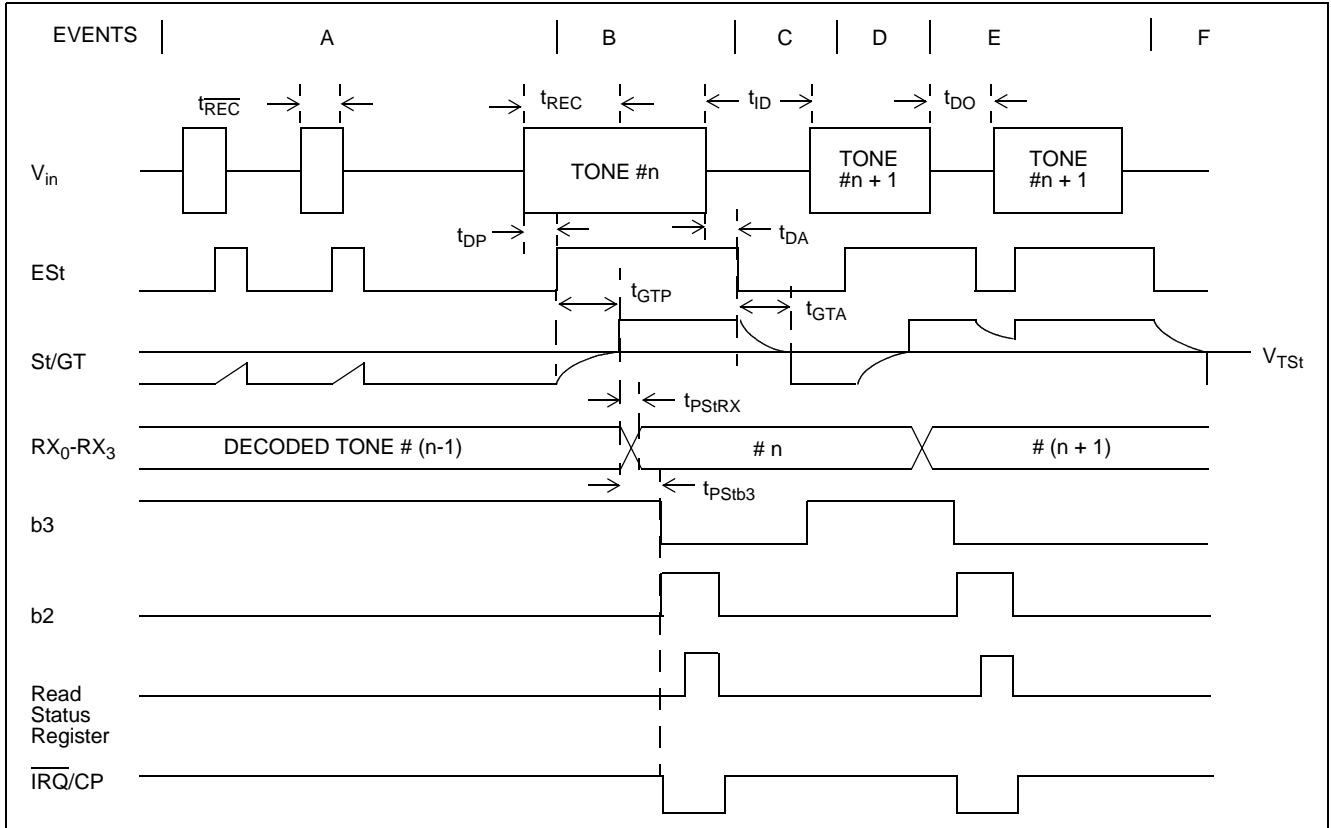 EVENTS A B C D E F
tREC tREC tID tDO
Vin TONE #n TONE #n + 1 TONE #n + 1
tDP tDA
ESt
tGTP tGTA
St/GT VTSt
tPStRX
RX0-RX3 DECODED TONE # (n-1) # n # (n + 1)
tPStb3
b3
b2
Read
Status
Register
IRQ/CP